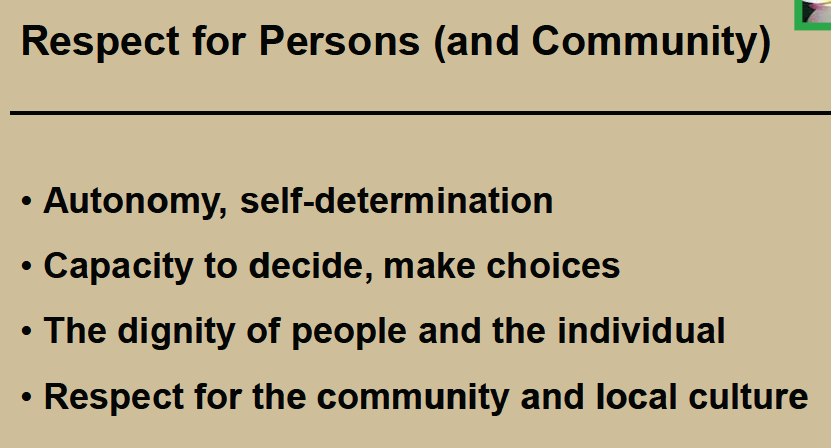 Respect for Persons (and Community)
• Autonomy, self-determination
• Capacity to decide, make choices
• The dignity of people and the individual
• Respect for the community and local culture